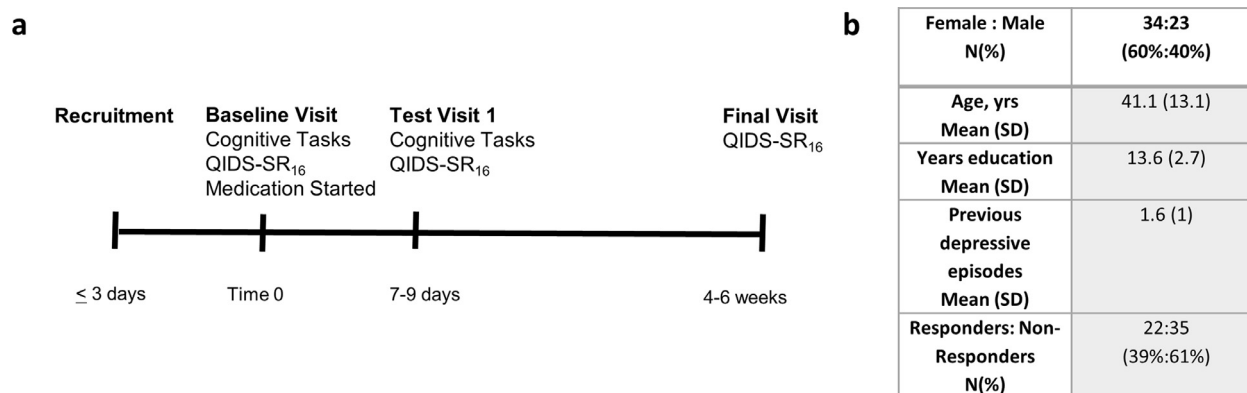 a
Recruitment
Baseline Visit
Cognitive Tasks
QIDS-SR₁₆
Medication Started
Test Visit 1
Cognitive Tasks
QIDS-SR₁₆
Final Visit
QIDS-SR₁₆
≤ 3 days
Time 0
7-9 days
4-6 weeks
b
Female : Male
N(%)
34:23
(60%:40%)
Age, yrs
Mean (SD)
41.1 (13.1)
Years education
Mean (SD)
13.6 (2.7)
Previous
depressive
episodes
Mean (SD)
1.6 (1)
Responders: Non-
Responders
N(%)
22:35
(39%:61%)